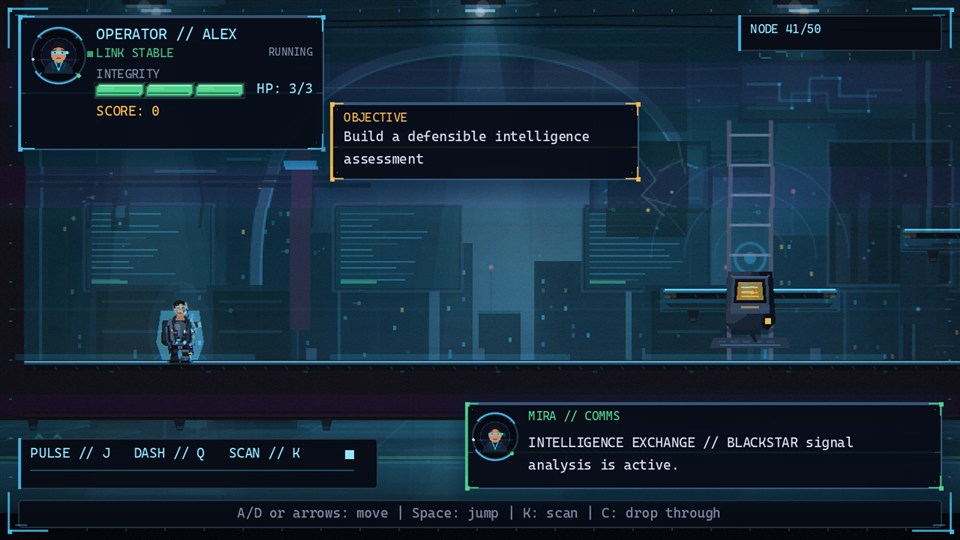 OPERATOR // ALEX
LINK STABLE
RUNNING
INTEGRITY
HP: 3/3
SCORE: 0
NODE 41/50
OBJECTIVE
Build a defensible intelligence
assessment
MIRA // COMMS
INTELLIGENCE EXCHANGE // BLACKSTAR signal
analysis is active.
PULSE // J DASH // Q SCAN // K
A/D or arrows: move | Space: jump | K: scan | C: drop through